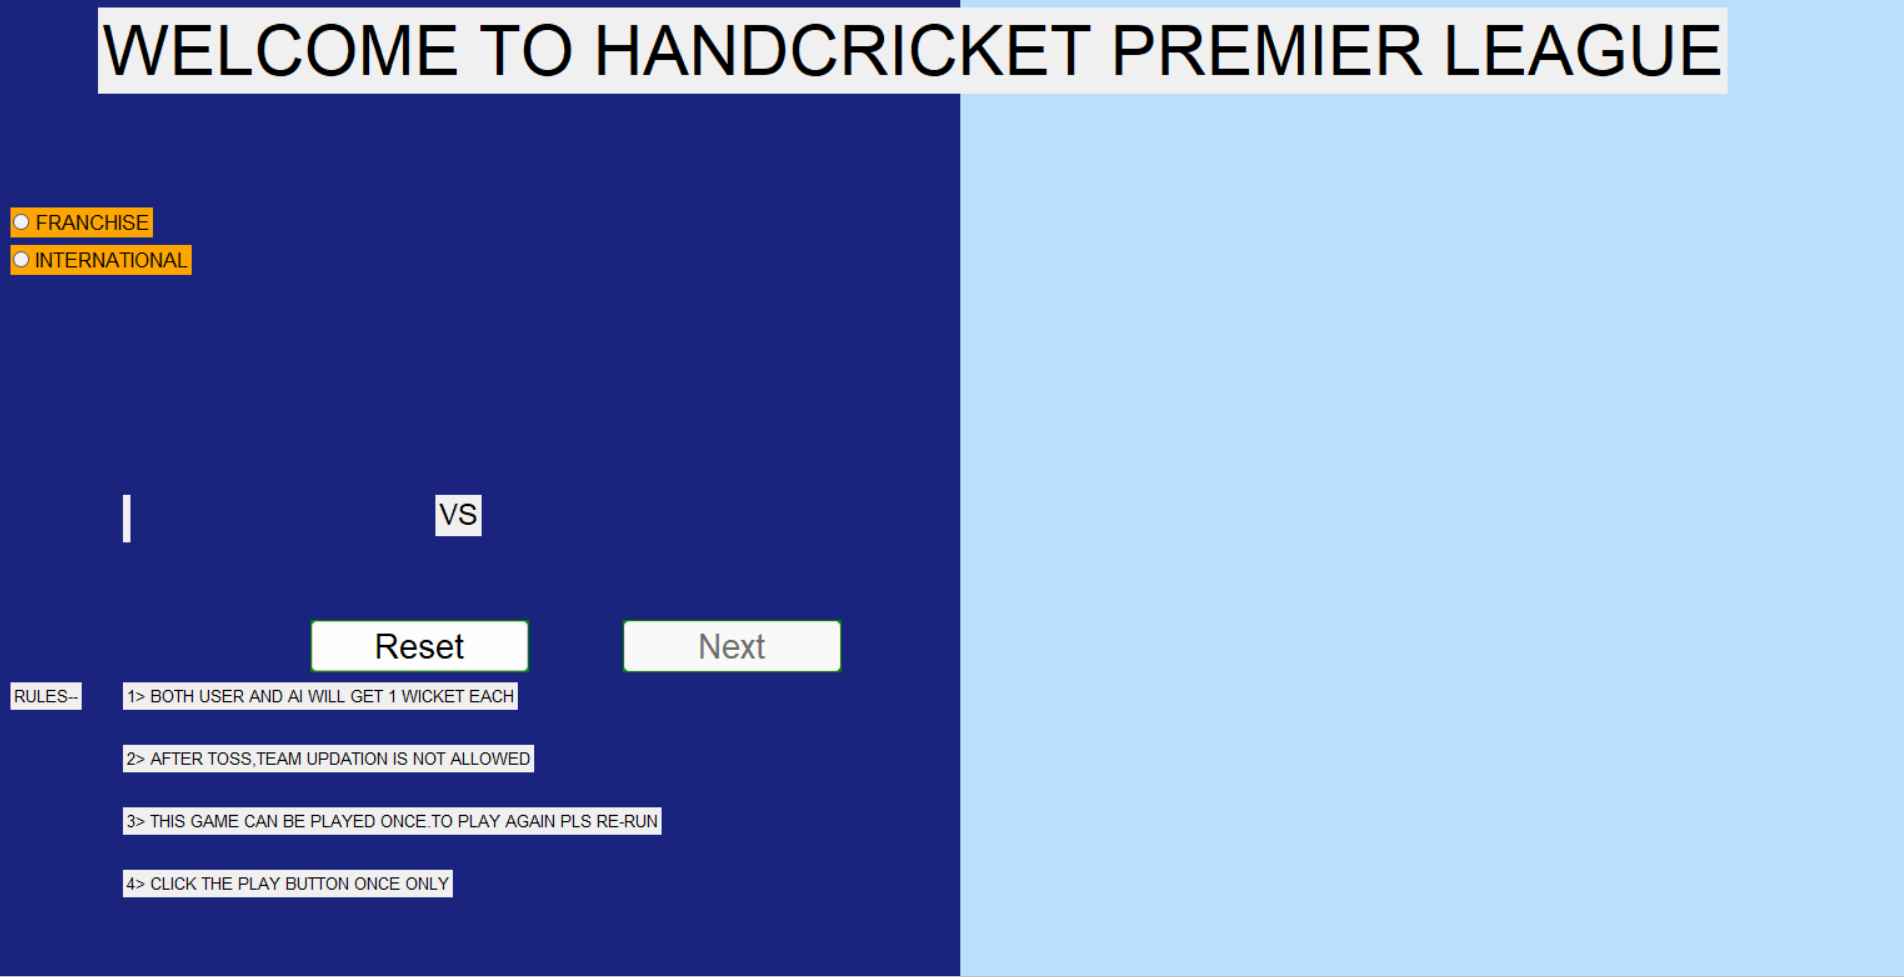 WELCOME TO HANDCRICKET PREMIER LEAGUE
FRANCHISE
INTERNATIONAL
VS
Reset
Next
RULES--
1> BOTH USER AND AI WILL GET 1 WICKET EACH
2> AFTER TOSS,TEAM UPDATION IS NOT ALLOWED
3> THIS GAME CAN BE PLAYED ONCE.TO PLAY AGAIN PLS RE-RUN
4> CLICK THE PLAY BUTTON ONCE ONLY